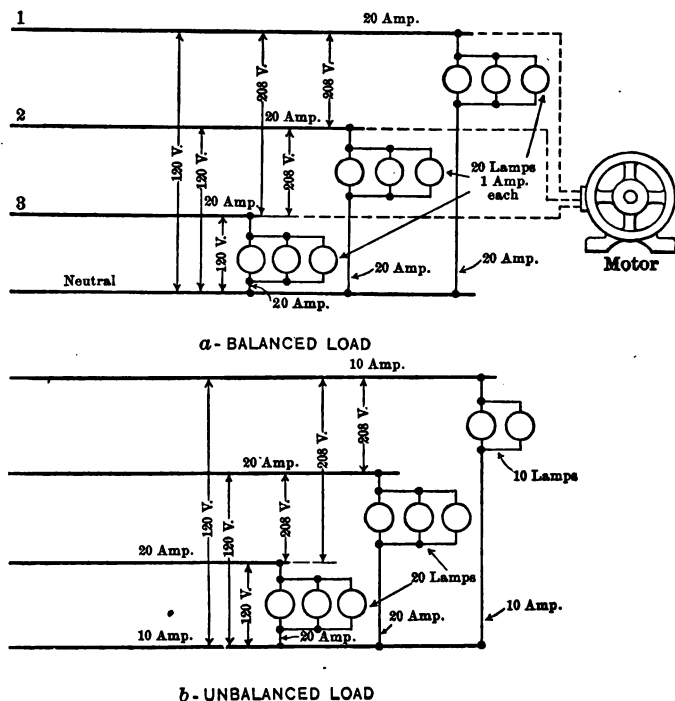 1
20 Amp.
120 V.
120 V.
208 V.
208 V.
2
20 Amp.
208 V.
20 Lamps
1 Amp.
each
3
20 Amp.
120 V.
Motor
Neutral
20 Amp.
20 Amp.
20 Amp.
a - BALANCED LOAD
10 Amp.
120 V.
120 V.
208 V.
208 V.
10 Lamps
20 Amp.
208 V.
20 Amp.
120 V.
20 Lamps
20 Amp.
20 Amp.
10 Amp.
10 Amp.
b - UNBALANCED LOAD